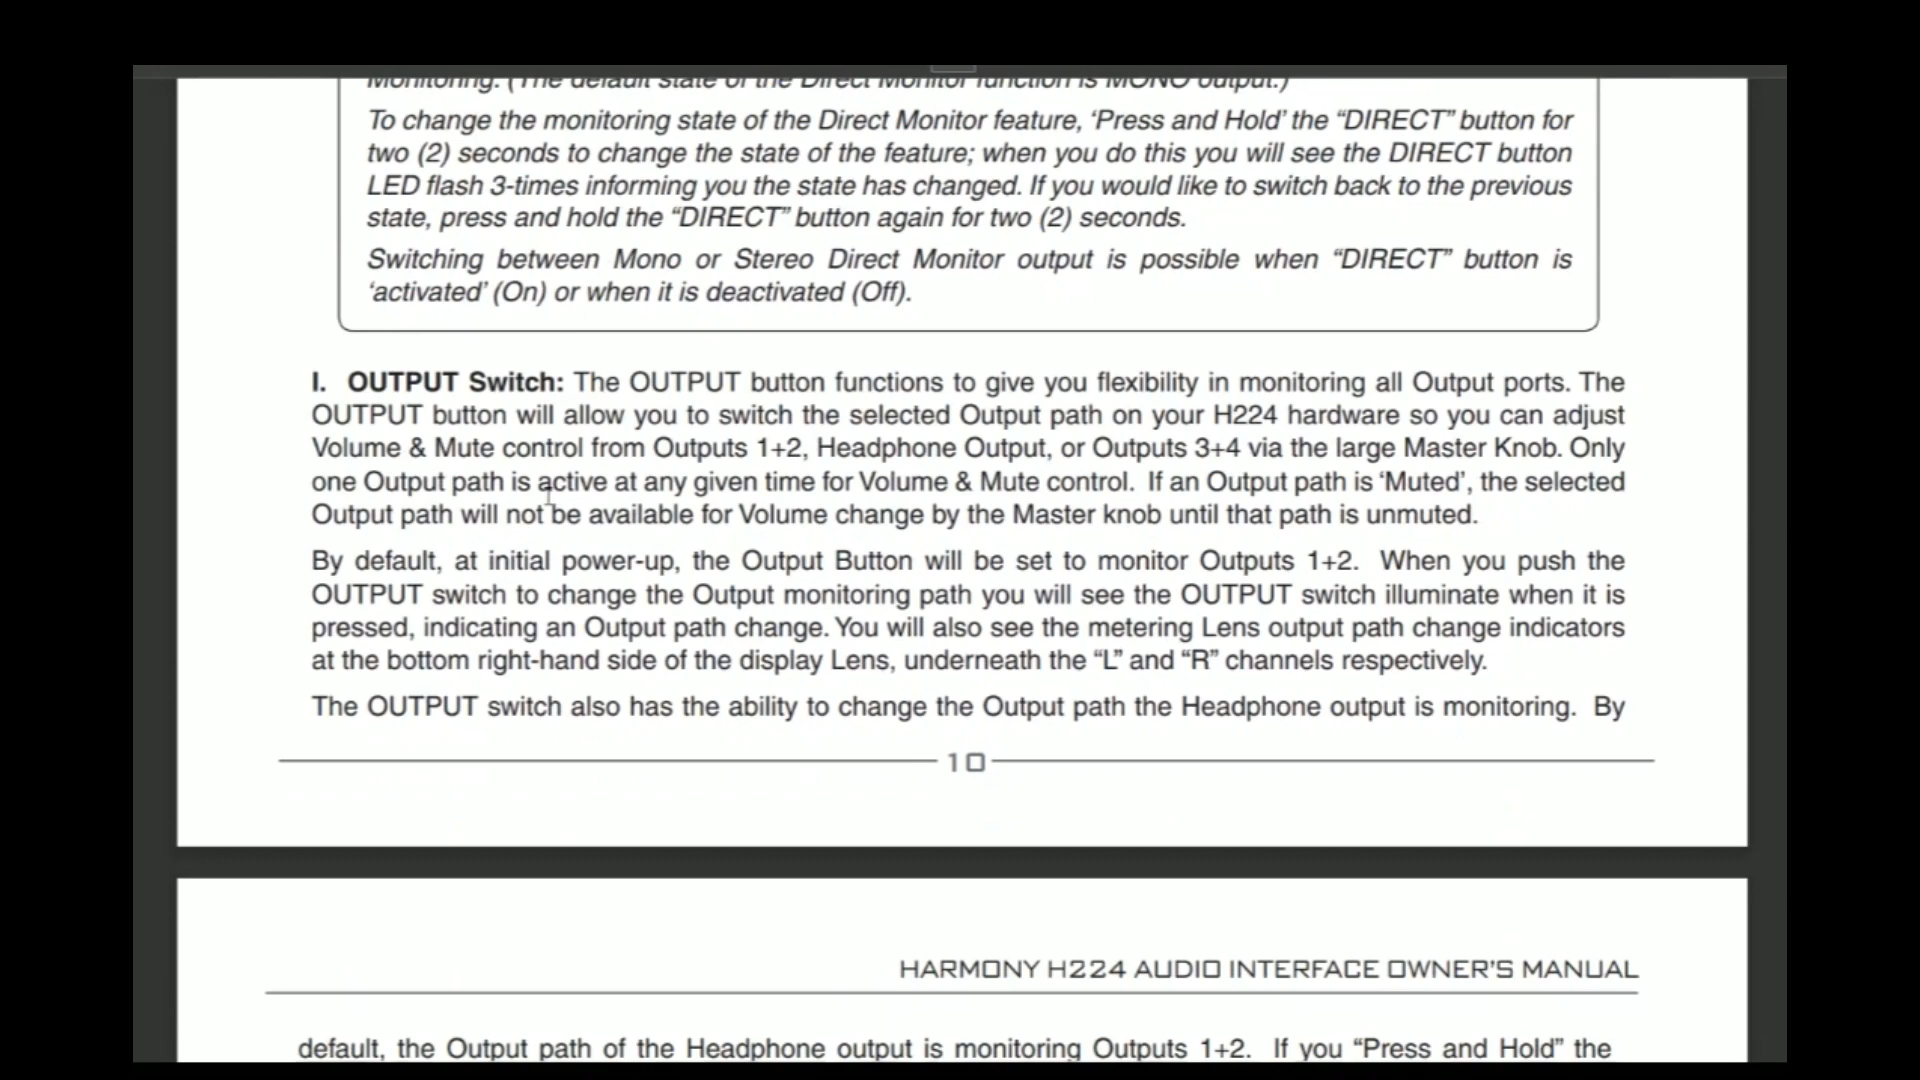 Monitoring. (The default state of the Direct Monitor function is MONO output.)
To change the monitoring state of the Direct Monitor feature, ‘Press and Hold’ the “DIRECT” button for
two (2) seconds to change the state of the feature; when you do this you will see the DIRECT button
LED flash 3-times informing you the state has changed. If you would like to switch back to the previous
state, press and hold the “DIRECT” button again for two (2) seconds.
Switching between Mono or Stereo Direct Monitor output is possible when “DIRECT” button is
‘activated’ (On) or when it is deactivated (Off).
I. OUTPUT Switch: The OUTPUT button functions to give you flexibility in monitoring all Output ports. The
OUTPUT button will allow you to switch the selected Output path on your H224 hardware so you can adjust
Volume & Mute control from Outputs 1+2, Headphone Output, or Outputs 3+4 via the large Master Knob. Only
one Output path is active at any given time for Volume & Mute control. If an Output path is ‘Muted’, the selected
Output path will not be available for Volume change by the Master knob until that path is unmuted.
By default, at initial power-up, the Output Button will be set to monitor Outputs 1+2. When you push the
OUTPUT switch to change the Output monitoring path you will see the OUTPUT switch illuminate when it is
pressed, indicating an Output path change. You will also see the metering Lens output path change indicators
at the bottom right-hand side of the display Lens, underneath the “L” and “R” channels respectively.
The OUTPUT switch also has the ability to change the Output path the Headphone output is monitoring. By
10
HARMONY H224 AUDIO INTERFACE OWNER'S MANUAL
default, the Output path of the Headphone output is monitoring Outputs 1+2. If you “Press and Hold” the